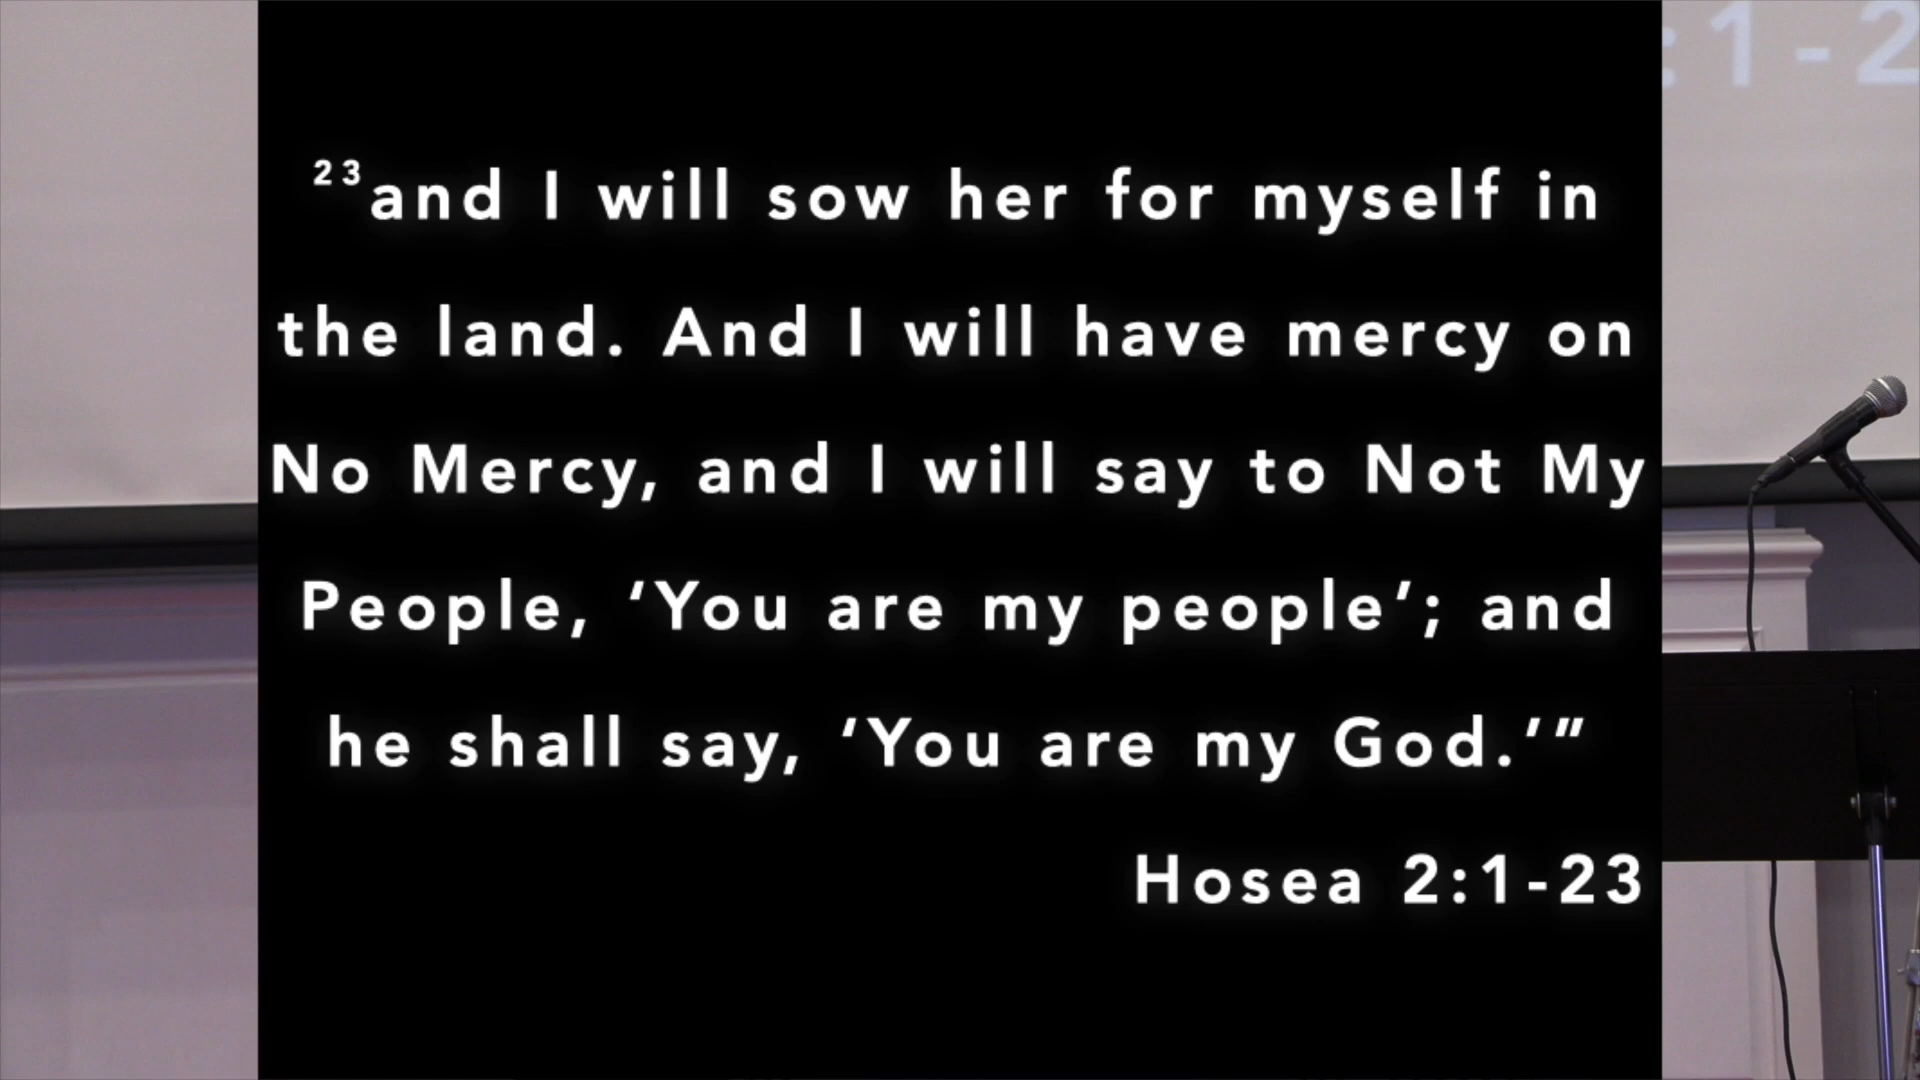 :1-2
²³and I will sow her for myself in
the land. And I will have mercy on
No Mercy, and I will say to Not My
People, ‘You are my people’; and
he shall say, ‘You are my God.’”
Hosea 2:1-23